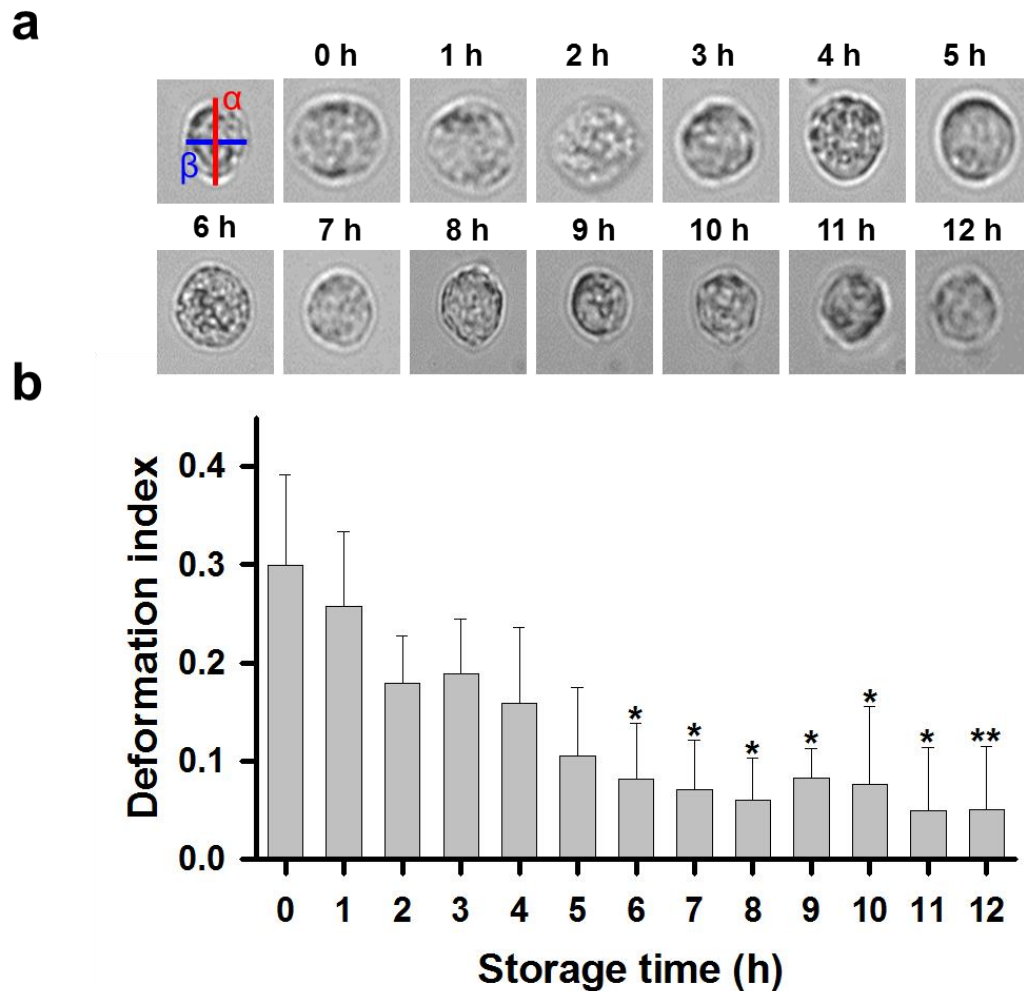 a
0 h 1 h 2 h 3 h 4 h 5 h
α
β
6 h 7 h 8 h 9 h 10 h 11 h 12 h
b
Deformation index
0.4
0.3
0.2
0.1
0.0
* * * * * * **
0 1 2 3 4 5 6 7 8 9 10 11 12
Storage time (h)